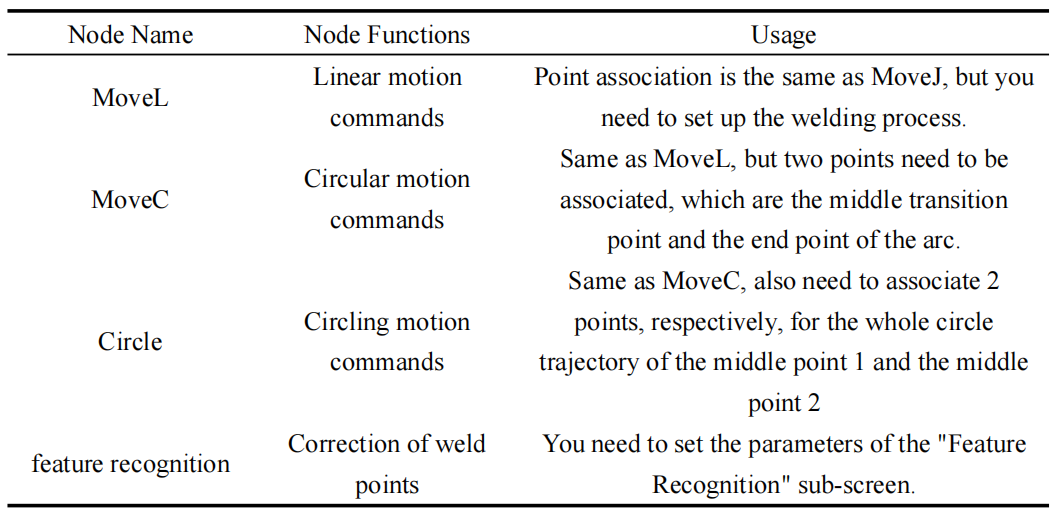 Node Name Node Functions Usage
MoveL
Linear motion
commands
Point association is the same as MoveJ, but you
need to set up the welding process.
MoveC
Circular motion
commands
Same as MoveL, but two points need to be
associated, which are the middle transition
point and the end point of the arc.
Circle
Circling motion
commands
Same as MoveC, also need to associate 2
points, respectively, for the whole circle
trajectory of the middle point 1 and the middle
point 2
feature recognition
Correction of weld
points
You need to set the parameters of the "Feature
Recognition" sub-screen.